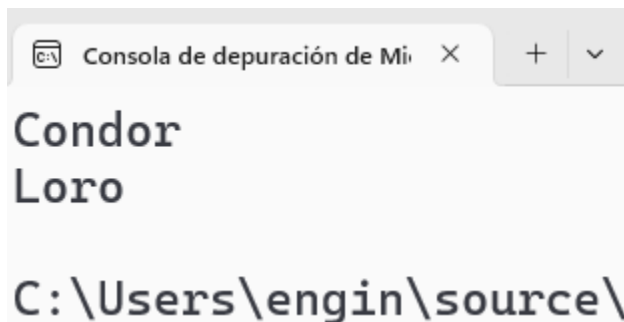 Consola de depuración de Mi
Condor
Loro
C:\Users\engin\source\